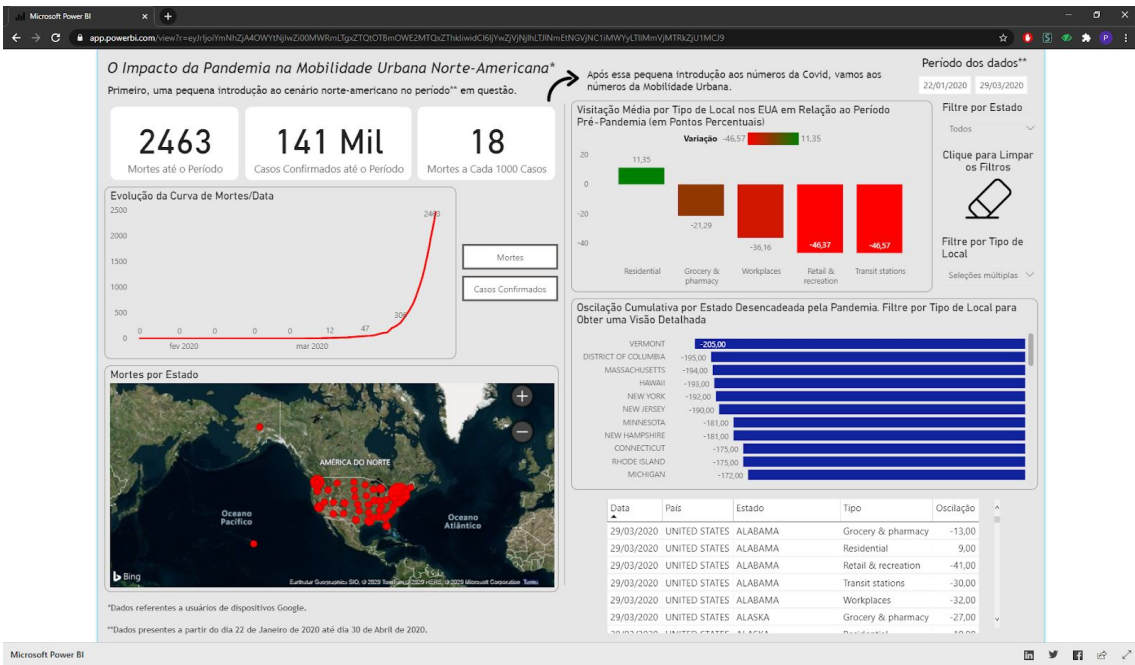 Microsoft Power BI
O Impacto da Pandemia na Mobilidade Urbana Norte-Americana*
Primeiro, uma pequena introdução ao cenário norte-americano no período** em questão.
2463
Mortes até o Período
141 Mil
Casos Confirmados até o Período
18
Mortes a Cada 1000 Casos
Evolução da Curva de Mortes/Data
2500
2000
1500
1000
500
0
0 0 0 0 0 12 47 306 2463
fev 2020 mar 2020
Mortes
Casos Confirmados
Mortes por Estado
AMÉRICA DO NORTE
Oceano
Pacífico
Oceano
Atlântico
Bing
*Dados referentes a usuários de dispositivos Google.
**Dados presentes a partir do dia 22 de Janeiro de 2020 até dia 30 de Abril de 2020.
Após essa pequena introdução aos números da Covid, vamos aos
números da Mobilidade Urbana.
Período dos dados**
22/01/2020 29/03/2020
Visitação Média por Tipo de Local nos EUA em Relação ao Período
Pré-Pandemia (em Pontos Percentuais)
Variação -46,57 11,35
20
0
-20
-40
11,35
-21,29
-36,16
-46,37
-46,57
Residential
Grocery &
pharmacy
Workplaces
Retail &
recreation
Transit stations
Filtre por Estado
Todos
Clique para Limpar
os Filtros
Filtre por Tipo de
Local
Seleções múltiplas
Oscilação Cumulativa por Estado Desencadeada pela Pandemia. Filtre por Tipo de Local para
Obter uma Visão Detalhada
VERMONT -205,00
DISTRICT OF COLUMBIA -195,00
MASSACHUSETTS -194,00
HAWAII -193,00
NEW YORK -192,00
NEW JERSEY -190,00
MINNESOTA -181,00
NEW HAMPSHIRE -181,00
CONNECTICUT -175,00
RHODE ISLAND -175,00
MICHIGAN -172,00
Data País Estado Tipo Oscilação
29/03/2020 UNITED STATES ALABAMA Grocery & pharmacy -13,00
29/03/2020 UNITED STATES ALABAMA Residential 9,00
29/03/2020 UNITED STATES ALABAMA Retail & recreation -41,00
29/03/2020 UNITED STATES ALABAMA Transit stations -30,00
29/03/2020 UNITED STATES ALABAMA Workplaces -32,00
29/03/2020 UNITED STATES ALASKA Grocery & pharmacy -27,00
Microsoft Power BI